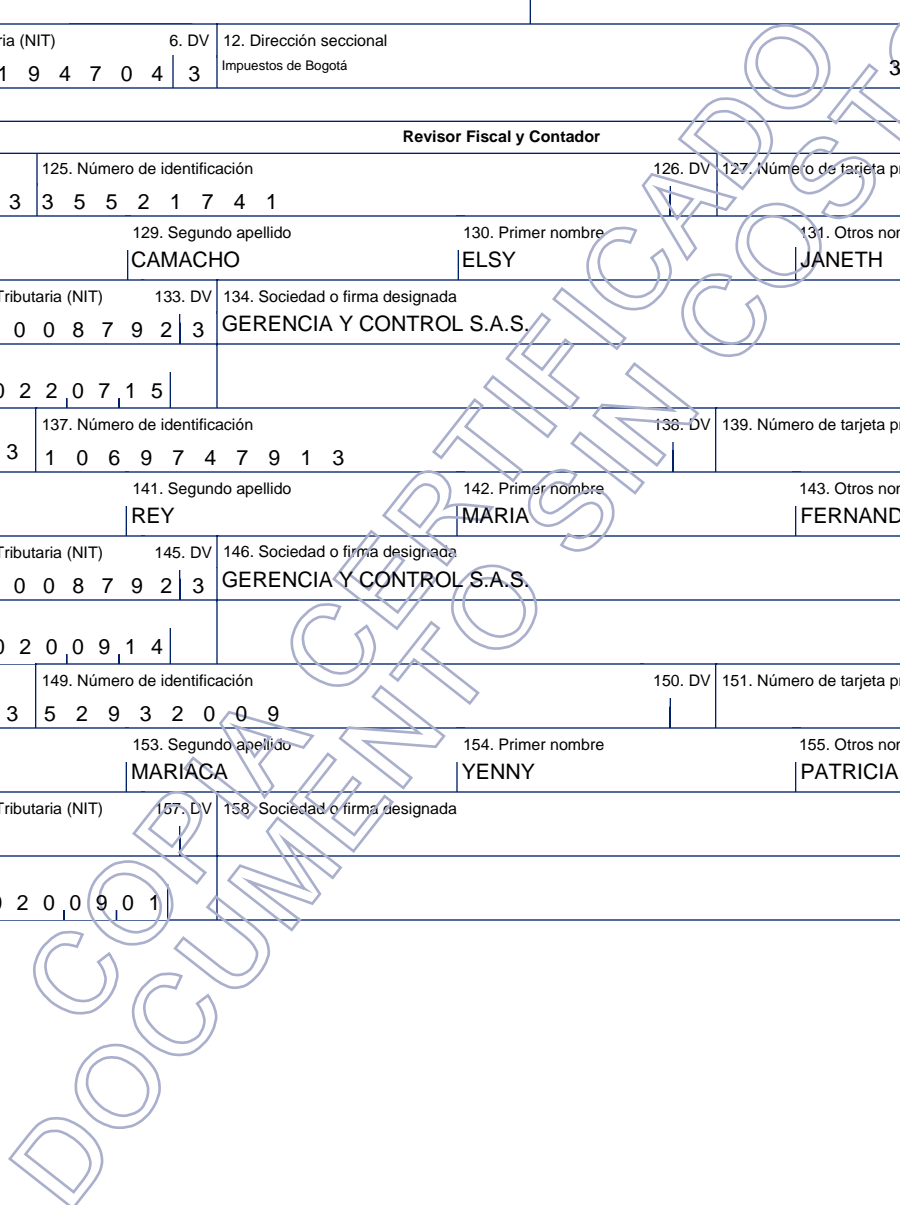 ria (NIT) 6. DV 12. Dirección seccional
1 9 4 7 0 4 3 Impuestos de Bogotá 3
Revisor Fiscal y Contador
125. Número de identificación 126. DV 127. Número de tarjeta pr
3 3 5 5 2 1 7 4 1
129. Segundo apellido 130. Primer nombre 131. Otros nom
CAMACHO ELSY JANETH
Tributaria (NIT) 133. DV 134. Sociedad o firma designada
0 0 8 7 9 2 3 GERENCIA Y CONTROL S.A.S.
0 2 2 0 7 1 5
137. Número de identificación 138. DV 139. Número de tarjeta pr
3 1 0 6 9 7 4 7 9 1 3
141. Segundo apellido 142. Primer nombre 143. Otros nom
REY MARIA FERNAND
Tributaria (NIT) 145. DV 146. Sociedad o firma designada
0 0 8 7 9 2 3 GERENCIA Y CONTROL S.A.S.
0 2 0 0 9 1 4
149. Número de identificación 150. DV 151. Número de tarjeta pr
3 5 2 9 3 2 0 0 9
153. Segundo apellido 154. Primer nombre 155. Otros nom
MARIACA YENNY PATRICIA
Tributaria (NIT) 157. DV 158. Sociedad o firma designada
0 2 0 0 9 0 1
COPIA CERTIFICADO
DOCUMENTO SIN COSTO